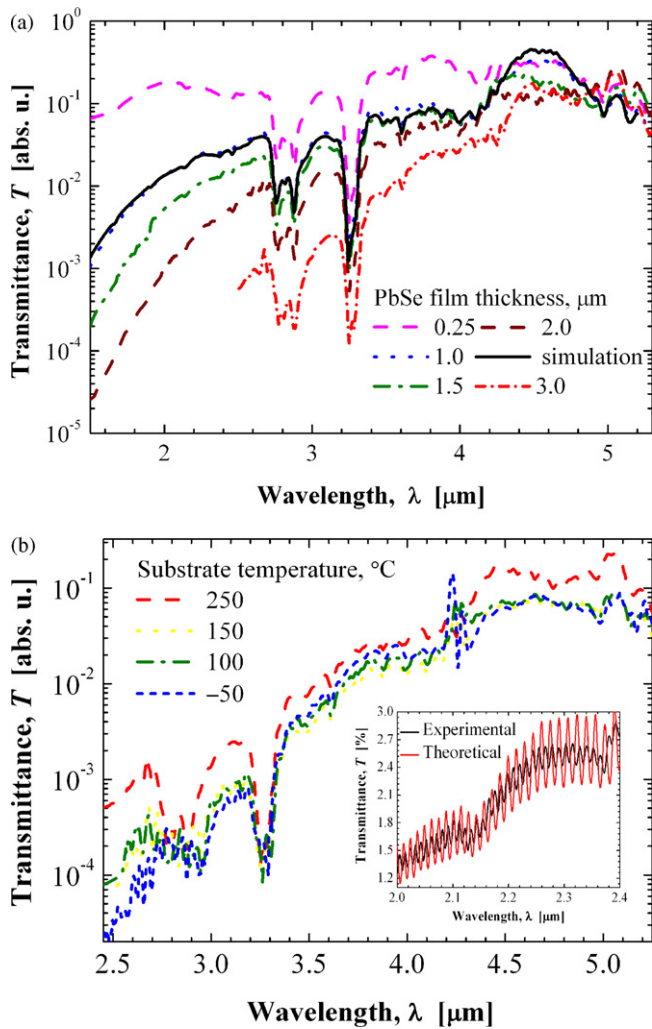 (a)
10⁰
10⁻¹
10⁻²
10⁻³
10⁻⁴
10⁻⁵
Transmittance, T [abs. u.]
PbSe film thickness, μm
0.25 2.0
1.0 simulation
1.5 3.0
2 3 4 5
Wavelength, λ [μm]
(b)
10⁻¹
10⁻²
10⁻³
10⁻⁴
Transmittance, T [abs. u.]
Substrate temperature, °C
250
150
100
–50
3.0
2.7
2.4
2.1
1.8
1.5
1.2
Transmittance, T [%]
Experimental
Theoretical
2.0 2.1 2.2 2.3 2.4
Wavelength, λ [μm]
2.5 3.0 3.5 4.0 4.5 5.0
Wavelength, λ [μm]